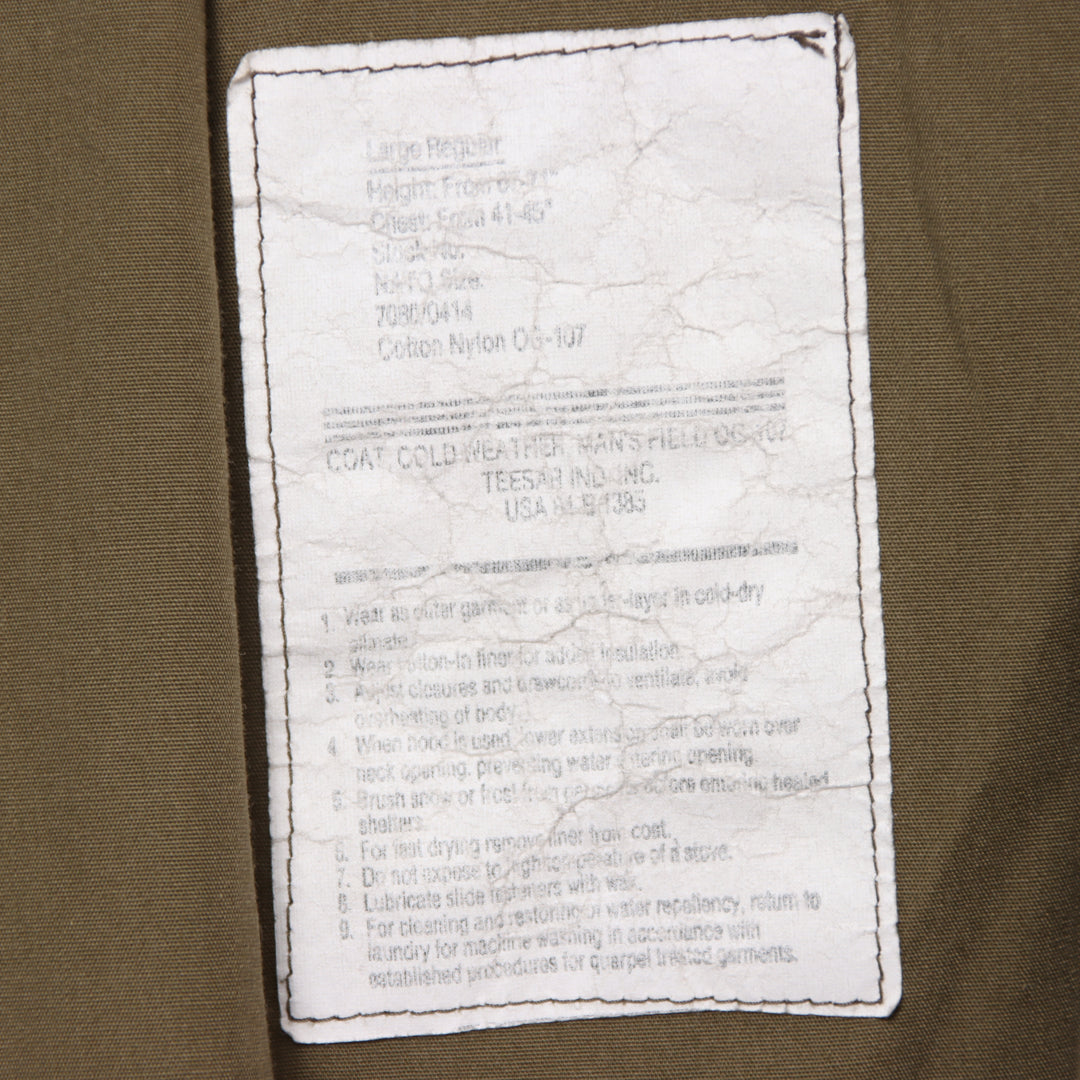 Large Regular
Height: From 67-71"
Chest: From 41-45"
Stock No.
NATO Size.
7080/0414
Cotton Nylon OG-107
COAT, COLD WEATHER, MAN'S FIELD OG-107
TEESAR IND. INC.
USA
1. Wear as outer garment or as in cold-dry
climate.
2. Wear button-in liner for added insulation.
3. Adjust closures and drawcord to ventilate, avoid
overheating of body.
4. When hood is used, lower extension shall be worn over
neck opening, preventing water entering opening.
5. Brush snow or frost from garments before entering heated
shelters.
6. For fast drying remove liner from coat.
7. Do not expose to high temperature of a stove.
8. Lubricate slide fasteners with wax.
9. For cleaning and restoring of water repellency, return to
laundry for machine washing in accordance with
established procedures for quarpel treated garments.